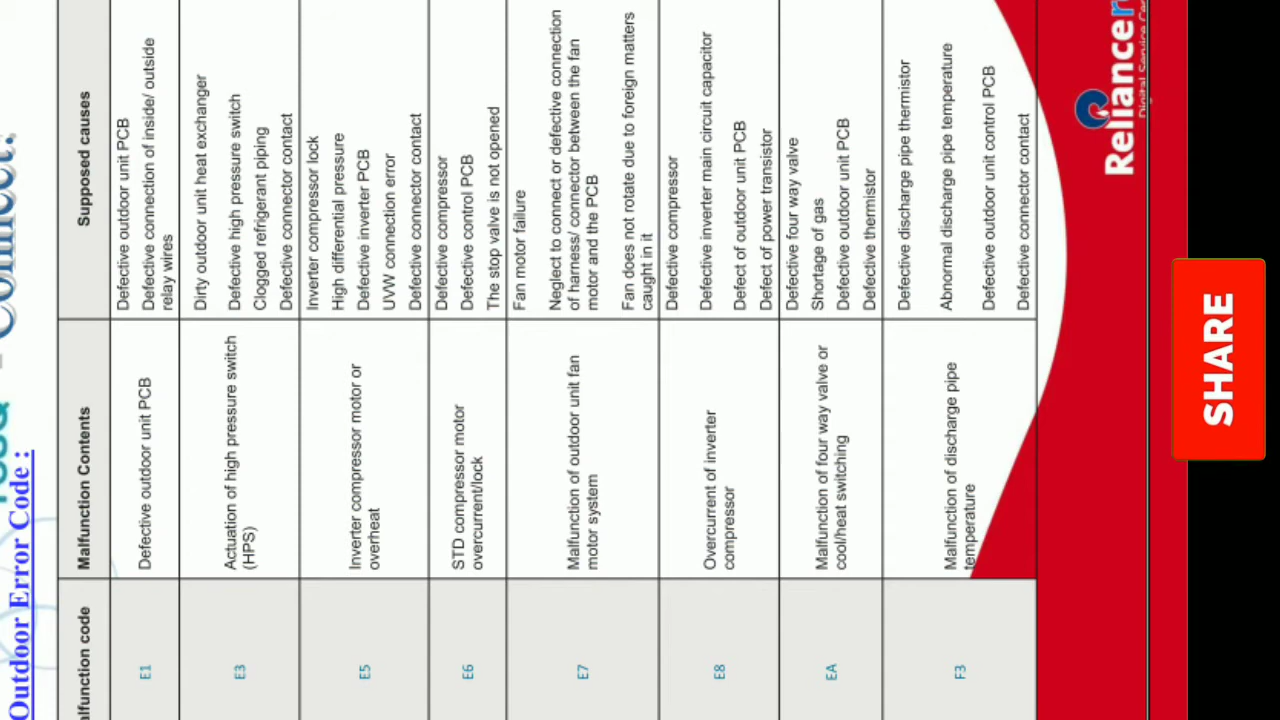 Connect:
Outdoor Error Code :
Malfunction Contents
Supposed causes
E1
Defective outdoor unit PCB
Defective outdoor unit PCB
Defective connection of inside/ outside
relay wires
E3
Actuation of high pressure switch
(HPS)
Dirty outdoor unit heat exchanger
Defective high pressure switch
Clogged refrigerant piping
Defective connector contact
E5
Inverter compressor motor or
overheat
Inverter compressor lock
High differential pressure
Defective inverter PCB
UVW connection error
Defective connector contact
E6
STD compressor motor
overcurrent/lock
Defective compressor
Defective control PCB
The stop valve is not opened
E7
Malfunction of outdoor unit fan
motor system
Fan motor failure
Neglect to connect or defective connection
of harness/ connector between the fan
motor and the PCB
Fan does not rotate due to foreign matters
caught in it
E8
Overcurrent of inverter
compressor
Defective compressor
Defective inverter main circuit capacitor
Defect of outdoor unit PCB
Defect of power transistor
EA
Malfunction of four way valve or
cool/heat switching
Defective four way valve
Shortage of gas
Defective outdoor unit PCB
Defective thermistor
F3
Malfunction of discharge pipe
temperature
Defective discharge pipe thermistor
Abnormal discharge pipe temperature
Defective outdoor unit control PCB
Defective connector contact
Reliancer
Digital Service Ce
SHARE